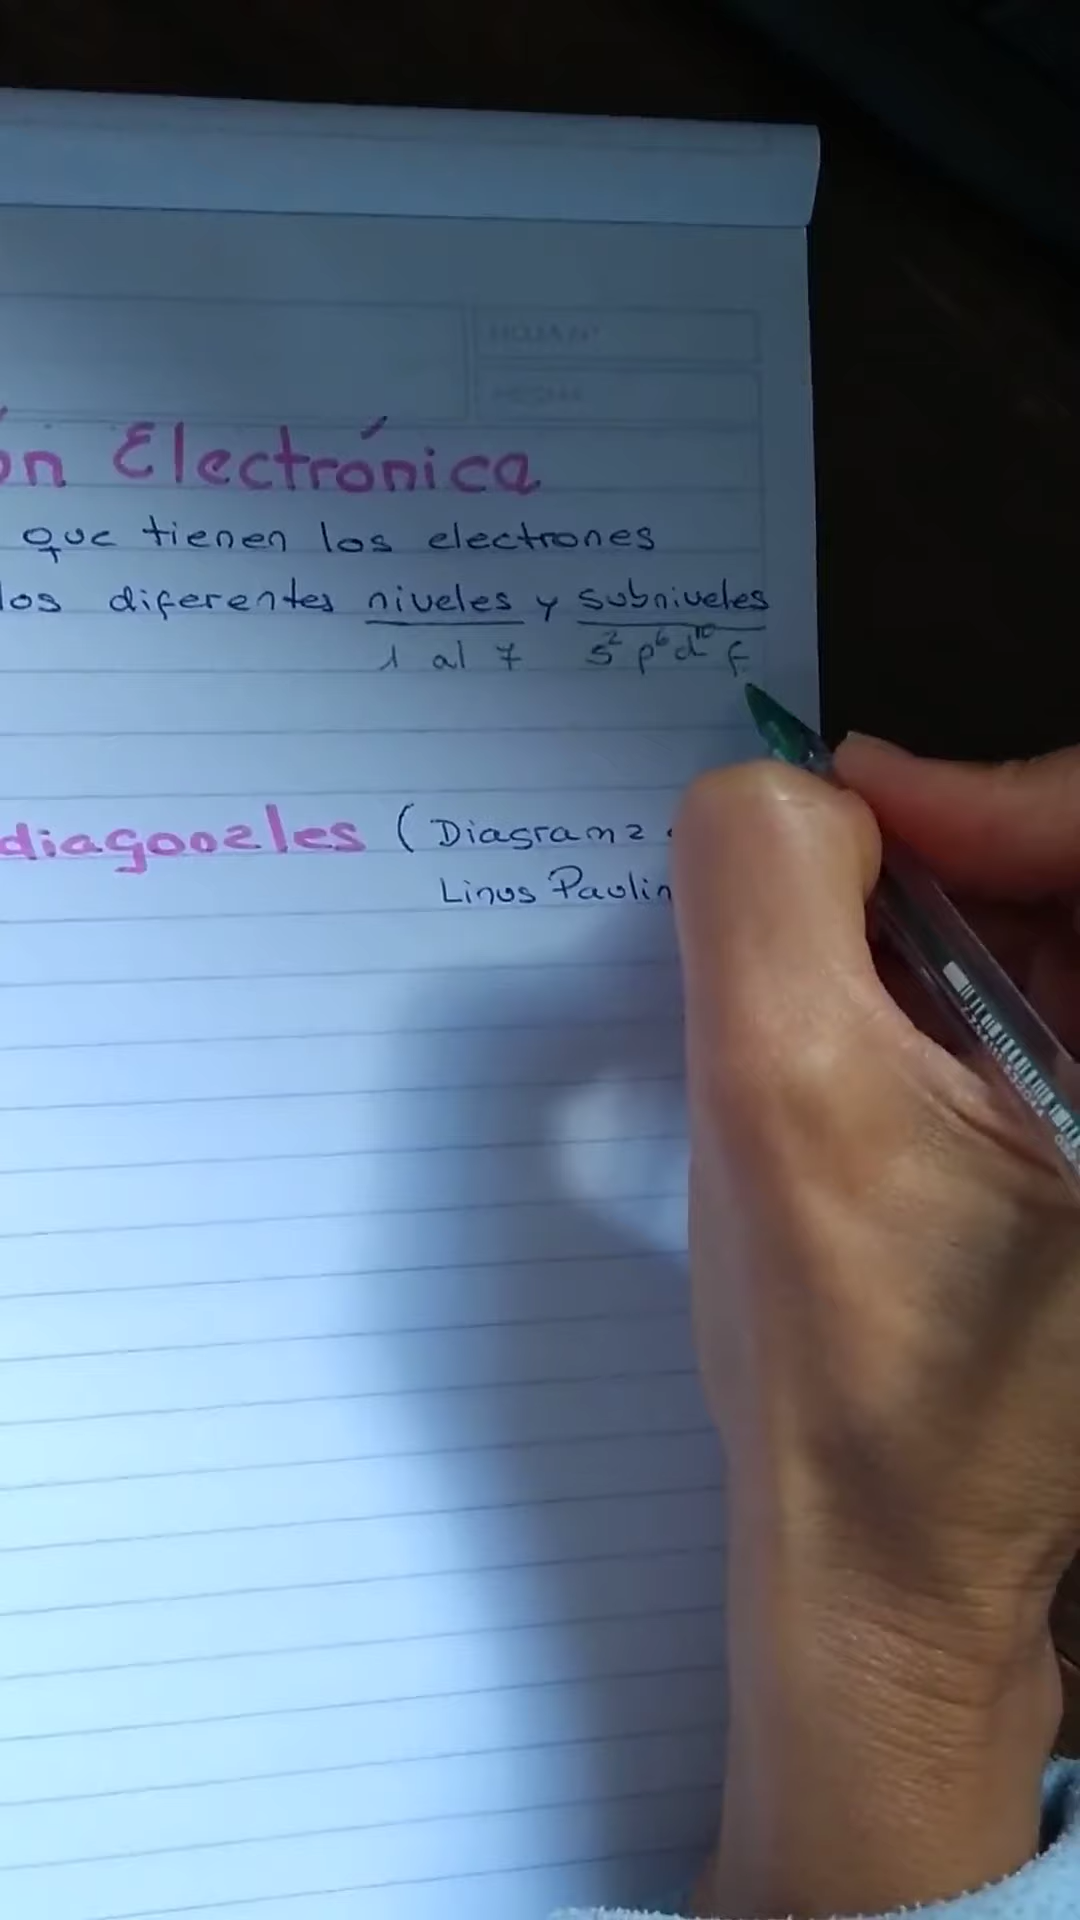 ón Electrónica
que tienen los electrones
los diferentes niveles y subniveles
1 al 7 s² p⁶ d¹⁰ f
diagonales (Diagrama
Linus Paulin